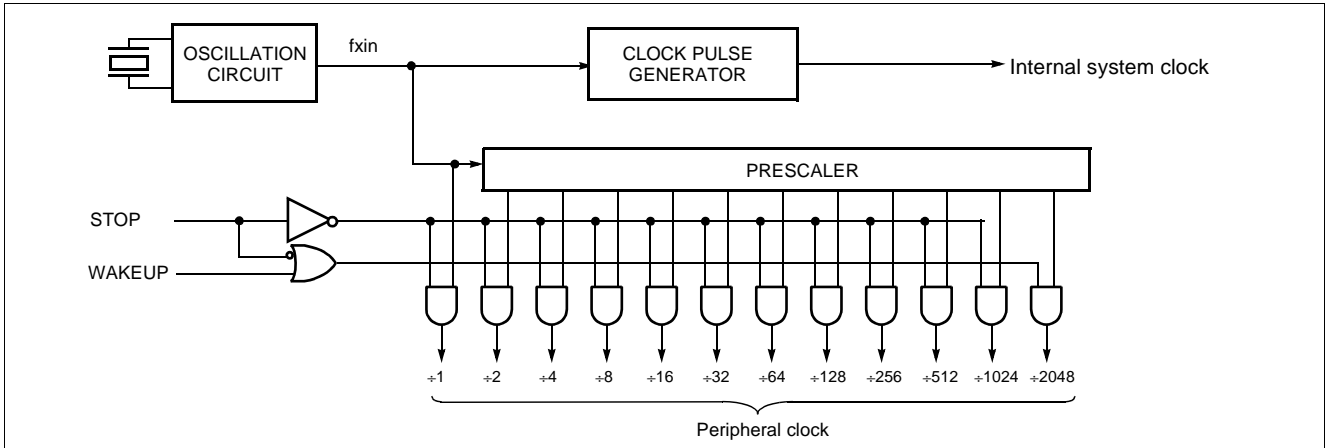 OSCILLATION
CIRCUIT
fxin
CLOCK PULSE
GENERATOR
Internal system clock
PRESCALER
STOP
WAKEUP
÷1 ÷2 ÷4 ÷8 ÷16 ÷32 ÷64 ÷128 ÷256 ÷512 ÷1024 ÷2048
Peripheral clock